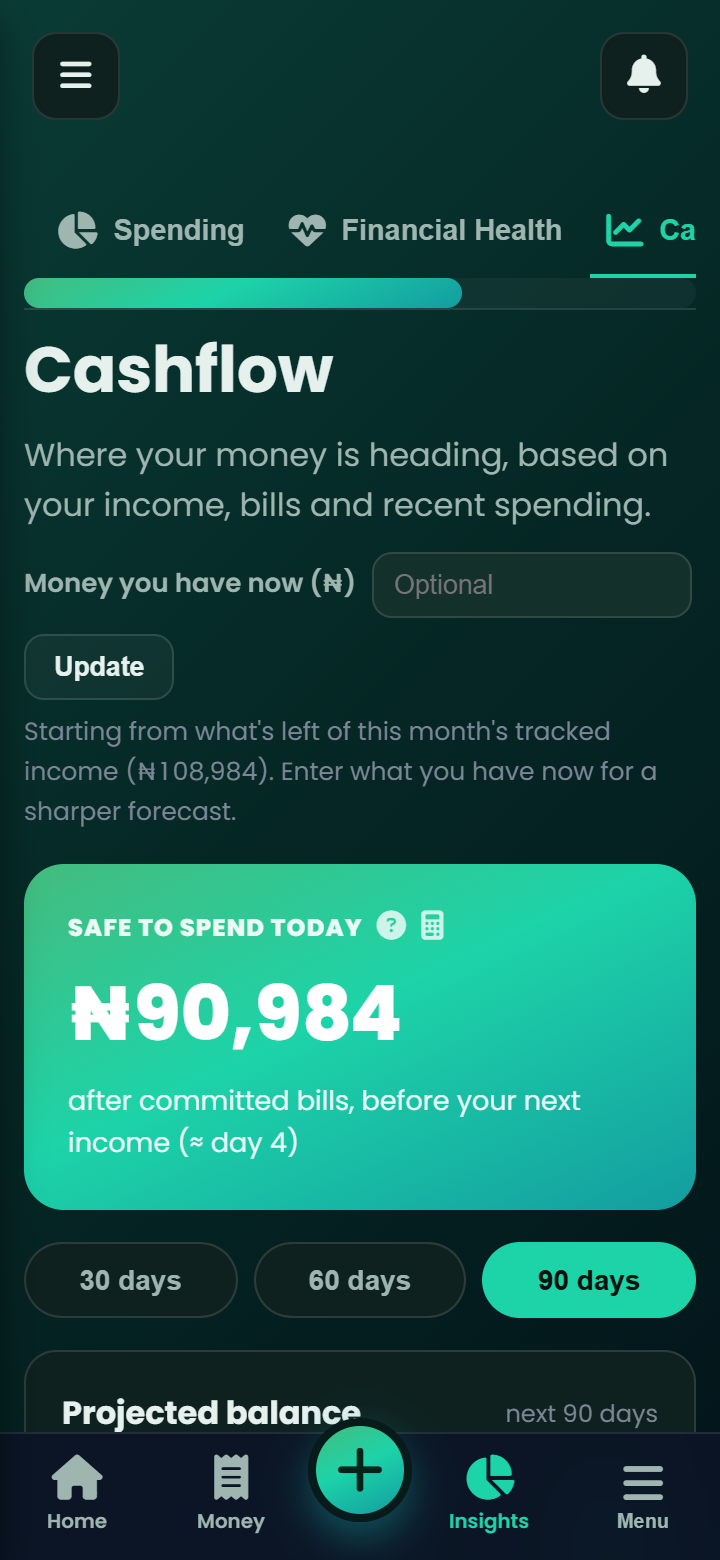 Spending
Financial Health
Ca
Cashflow
Where your money is heading, based on
your income, bills and recent spending.
Money you have now (₦)
Optional
Update
Starting from what's left of this month's tracked
income (₦108,984). Enter what you have now for a
sharper forecast.
SAFE TO SPEND TODAY ?
₦90,984
after committed bills, before your next
income (≈ day 4)
30 days
60 days
90 days
Projected balance
next 90 days
Home
Money
Insights
Menu